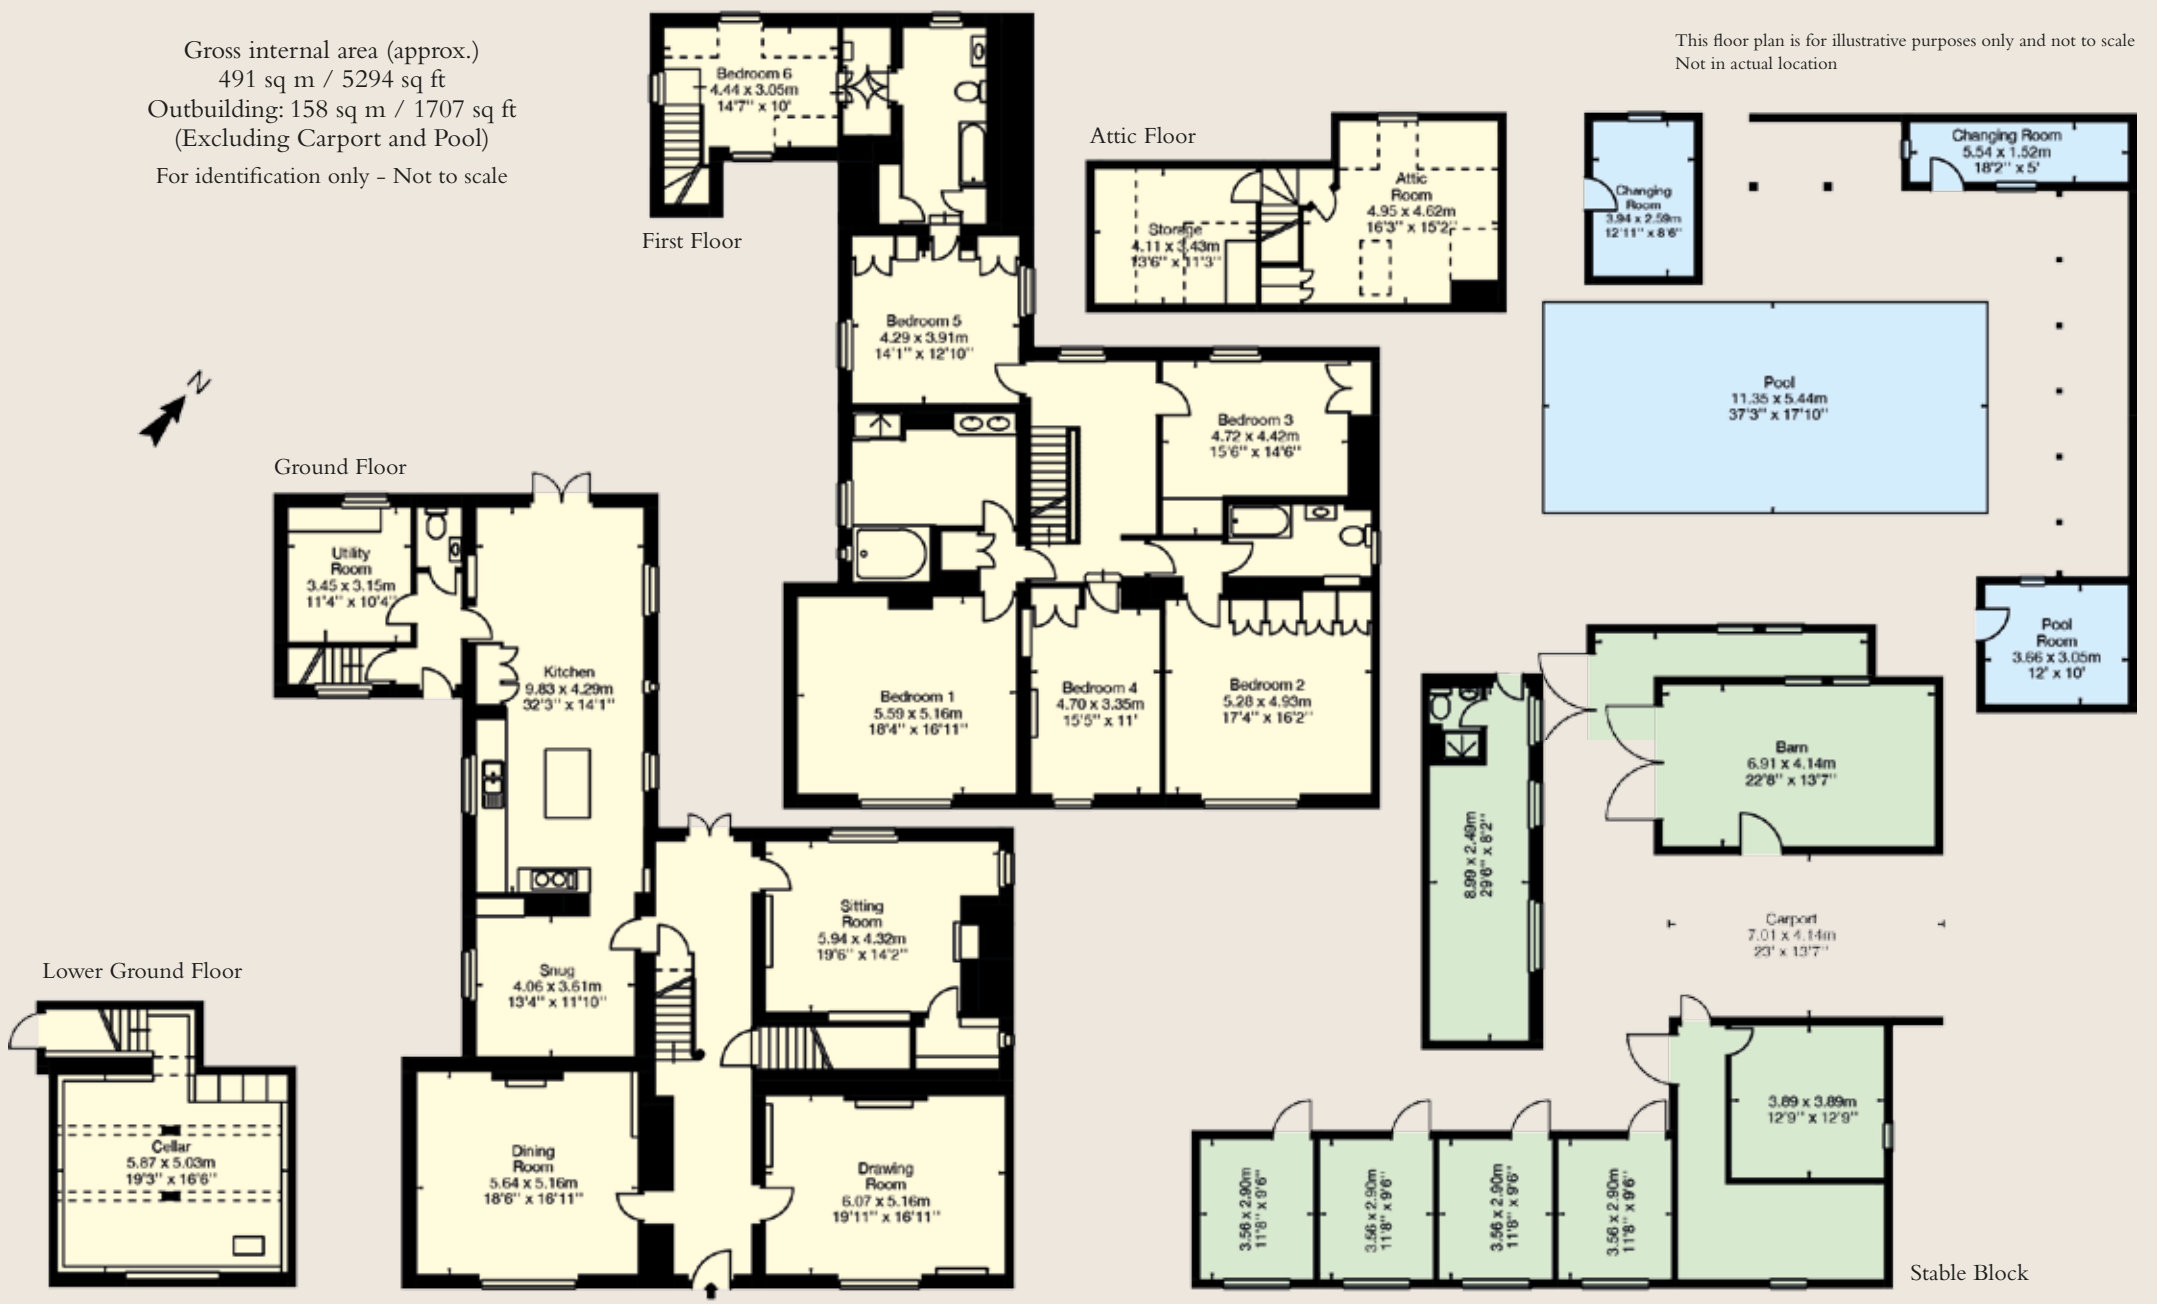 Gross internal area (approx.)
491 sq m / 5294 sq ft
Outbuilding: 158 sq m / 1707 sq ft
(Excluding Carport and Pool)
For identification only - Not to scale
This floor plan is for illustrative purposes only and not to scale
Not in actual location
Bedroom 6
4.44 x 3.05m
14'7" x 10'
First Floor
Bedroom 5
4.29 x 3.91m
14'1" x 12'10"
Bedroom 3
4.72 x 4.42m
15'6" x 14'6"
Bedroom 1
5.59 x 5.16m
18'4" x 16'11"
Bedroom 4
4.70 x 3.35m
15'5" x 11'
Bedroom 2
5.28 x 4.93m
17'4" x 16'2"
Attic Floor
Storage
4.11 x 3.43m
13'6" x 11'3"
Attic
Room
4.95 x 4.62m
16'3" x 15'2"
Changing
Room
3.94 x 2.59m
12'11" x 8'6"
Changing Room
5.54 x 1.52m
18'2" x 5'
Pool
11.35 x 5.44m
37'3" x 17'10"
Pool
Room
3.66 x 3.05m
12' x 10'
N
Ground Floor
Utility
Room
3.45 x 3.15m
11'4" x 10'4"
Kitchen
9.83 x 4.29m
32'3" x 14'1"
Snug
4.06 x 3.61m
13'4" x 11'10"
Sitting
Room
5.94 x 4.32m
19'6" x 14'2"
Dining
Room
5.64 x 5.16m
18'6" x 16'11"
Drawing
Room
6.07 x 5.16m
19'11" x 16'11"
Lower Ground Floor
Cellar
5.87 x 5.03m
19'3" x 16'6"
8.99 x 2.49m
29'6" x 8'2"
Barn
6.91 x 4.14m
22'8" x 13'7"
Carport
7.01 x 4.14m
23' x 13'7"
3.89 x 3.89m
12'9" x 12'9"
3.56 x 2.90m
11'8" x 9'6"
3.56 x 2.90m
11'8" x 9'6"
3.56 x 2.90m
11'8" x 9'6"
3.56 x 2.90m
11'8" x 9'6"
Stable Block